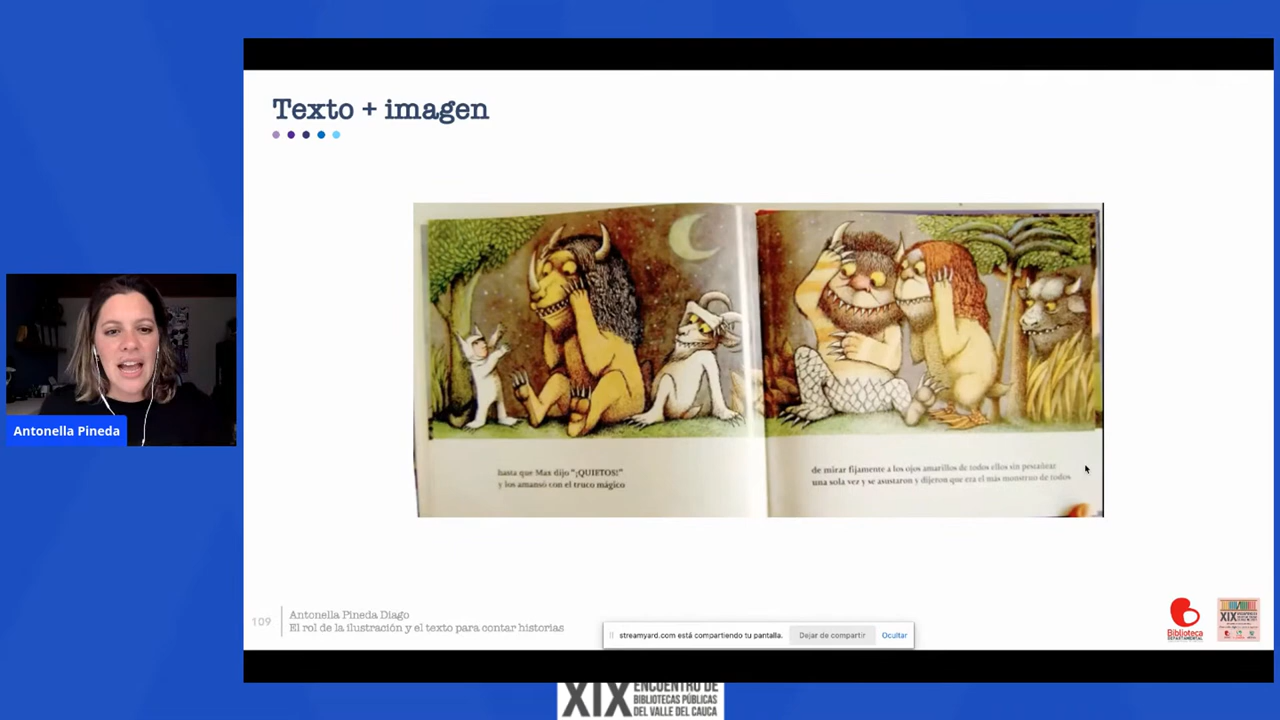 Texto + imagen
hasta que Max dijo "¡QUIETOS!"
y los amansó con el truco mágico
de mirar fijamente a los ojos amarillos de todos ellos sin pestañear
una sola vez y se asustaron y dijeron que era el más monstruo de todos
Antonella Pineda
109
Antonella Pineda Diago
El rol de la ilustración y el texto para contar historias
streamyard.com está compartiendo tu pantalla.
Dejar de compartir
Ocultar
Biblioteca
DEPARTAMENTAL
XIX
XIX
ENCUENTRO DE
BIBLIOTECAS PÚBLICAS
DEL VALLE DEL CAUCA